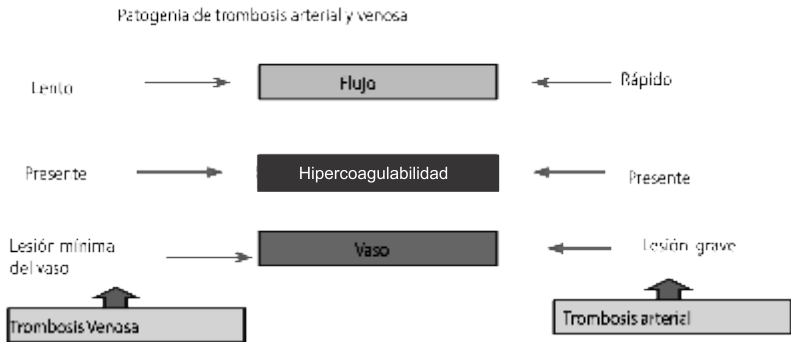 Patogenia de trombosis arterial y venosa
Lento
Flujo
Rápido
Presente
Hipercoagulabilidad
Presente
Lesión mínima
del vaso
Vaso
Lesión grave
Trombosis Venosa
Trombosis arterial